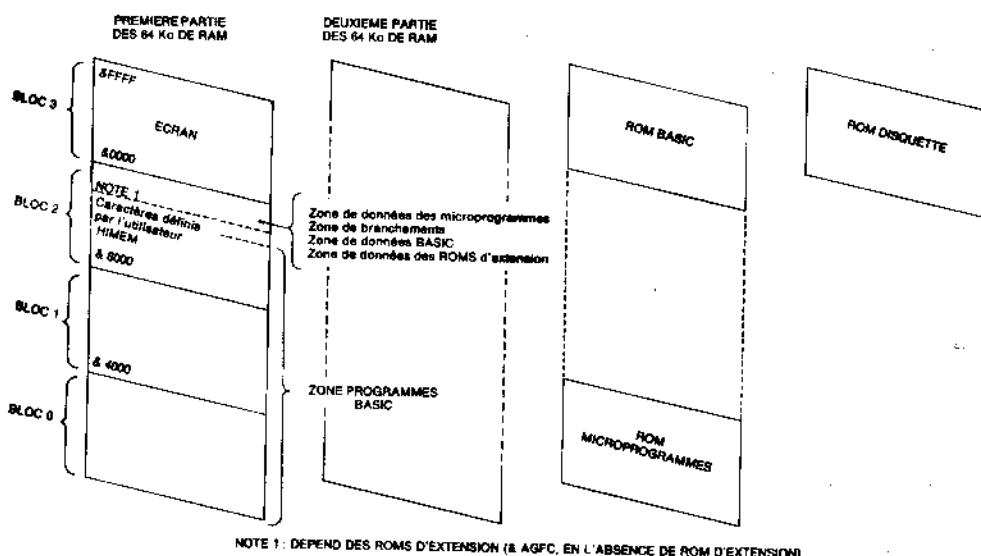 PREMIERE PARTIE
DES 64 Ko DE RAM
DEUXIEME PARTIE
DES 64 Ko DE RAM
BLOC 3
&FFFF
ECRAN
&0000
ROM BASIC
ROM DISQUETTE
BLOC 2
NOTE 1
Caractères définis
par l'utilisateur
HIMEM
& 8000
Zone de données des microprogrammes
Zone de branchements
Zone de données BASIC
Zone de données des ROMS d'extension
BLOC 1
& 4000
BLOC 0
ZONE PROGRAMMES
BASIC
ROM
MICROPROGRAMMES
NOTE 1 : DEPEND DES ROMS D'EXTENSION (& A6FC, EN L'ABSENCE DE ROM D'EXTENSION)